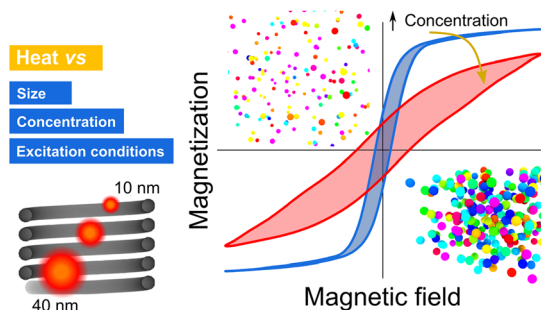 Heat vs
Size
Concentration
Excitation conditions
10 nm
40 nm
Concentration
Magnetization
Magnetic field